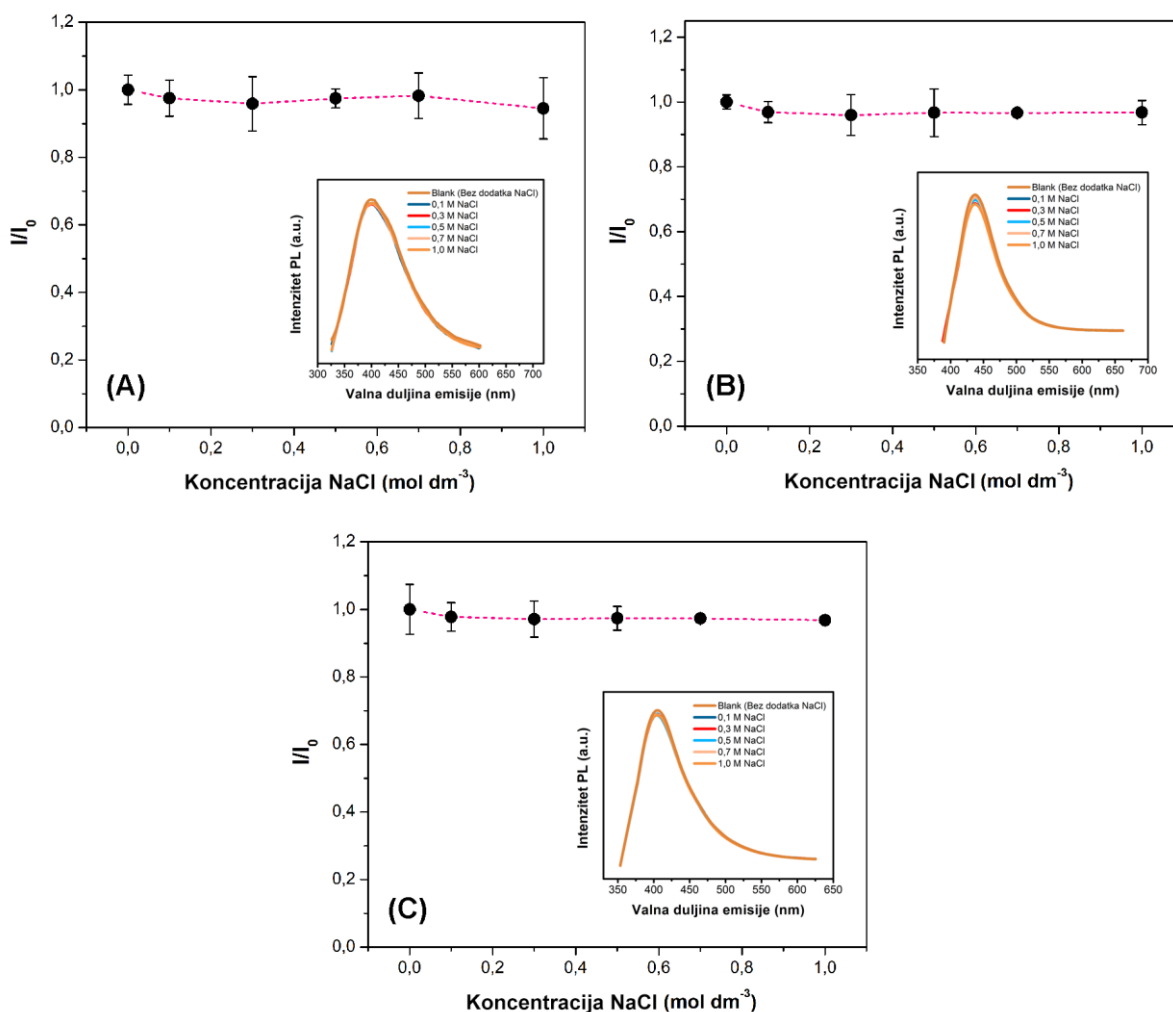 1,2
1,0
0,8
0,6
0,4
0,2
0,0
I/I0
0,0 0,2 0,4 0,6 0,8 1,0
Koncentracija NaCl (mol dm-3)
(A)
Blank (Bez dodatka NaCl)
0,1 M NaCl
0,3 M NaCl
0,5 M NaCl
0,7 M NaCl
1,0 M NaCl
Intenzitet PL (a.u.)
300 350 400 450 500 550 600 650 700
Valna duljina emisije (nm)
1,2
1,0
0,8
0,6
0,4
0,2
0,0
I/I0
0,0 0,2 0,4 0,6 0,8 1,0
Koncentracija NaCl (mol dm-3)
(B)
Blank (Bez dodatka NaCl)
0,1 M NaCl
0,3 M NaCl
0,5 M NaCl
0,7 M NaCl
1,0 M NaCl
Intenzitet PL (a.u.)
350 400 450 500 550 600 650 700
Valna duljina emisije (nm)
1,2
1,0
0,8
0,6
0,4
0,2
0,0
I/I0
0,0 0,2 0,4 0,6 0,8 1,0
Koncentracija NaCl (mol dm-3)
(C)
Blank (Bez dodatka NaCl)
0,1 M NaCl
0,3 M NaCl
0,5 M NaCl
0,7 M NaCl
1,0 M NaCl
Intenzitet PL (a.u.)
350 400 450 500 550 600 650
Valna duljina emisije (nm)